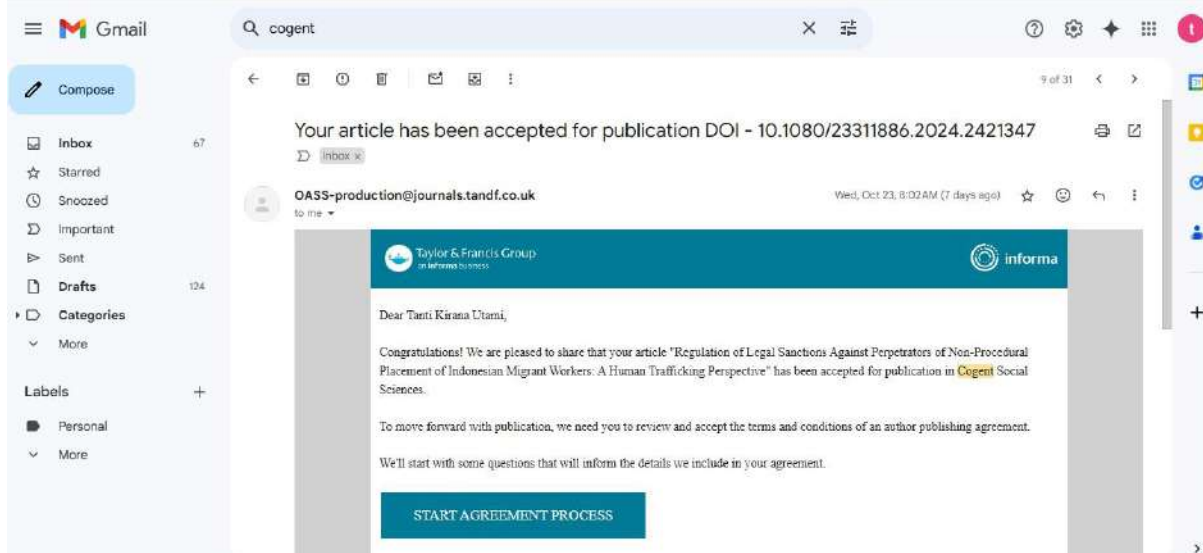 Gmail
cogent
Compose
9 of 31
Inbox 67
Starred
Snoozed
Important
Sent
Drafts 124
Categories
More
Labels
Personal
More
Your article has been accepted for publication DOI - 10.1080/23311886.2024.2421347
Inbox x
OASS-production@journals.tandf.co.uk
Wed, Oct 23, 8:02 AM (7 days ago)
to me
Taylor & Francis Group
an informa business
informa
Dear Tanti Kirana Utami,
Congratulations! We are pleased to share that your article "Regulation of Legal Sanctions Against Perpetrators of Non-Procedural
Placement of Indonesian Migrant Workers: A Human Trafficking Perspective" has been accepted for publication in Cogent Social
Sciences.
To move forward with publication, we need you to review and accept the terms and conditions of an author publishing agreement.
We'll start with some questions that will inform the details we include in your agreement.
START AGREEMENT PROCESS
t